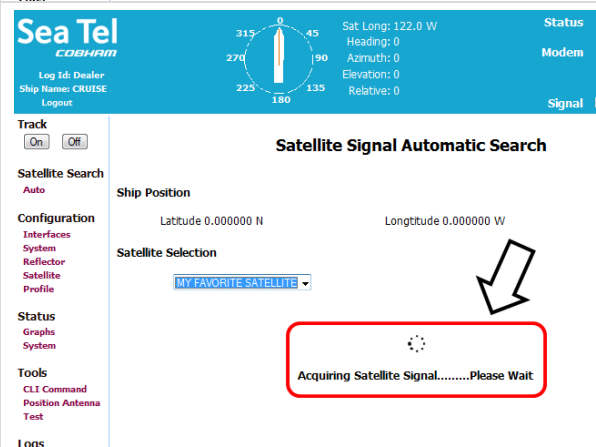 Sea Tel
COBHAM
Log Id: Dealer
Ship Name: CRUISE
Logout
0
45
90
135
180
225
270
315
Sat Long: 122.0 W
Heading: 0
Azimuth: 0
Elevation: 0
Relative: 0
Status
Modem
Signal
Track
On Off
Satellite Search
Auto
Configuration
Interfaces
System
Reflector
Satellite
Profile
Status
Graphs
System
Tools
CLI Command
Position Antenna
Test
Logs
Satellite Signal Automatic Search
Ship Position
Latitude 0.000000 N Longtitude 0.000000 W
Satellite Selection
MY FAVORITE SATELLITE
Acquiring Satellite Signal.........Please Wait